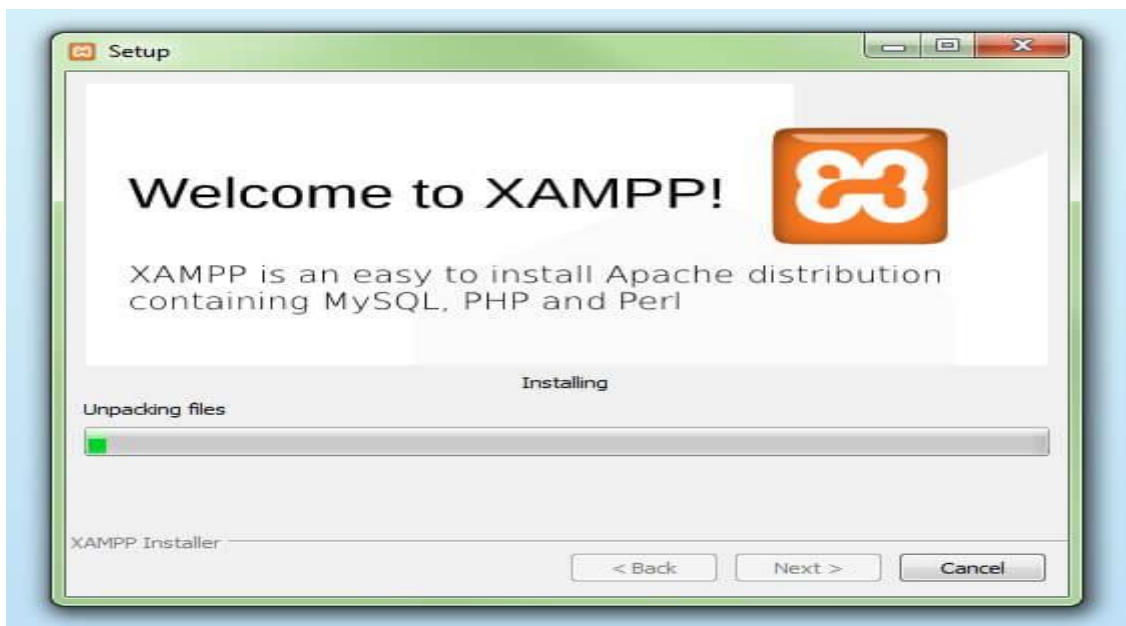 Setup
Welcome to XAMPP!
XAMPP is an easy to install Apache distribution
containing MySQL, PHP and Perl
Installing
Unpacking files
XAMPP Installer
< Back
Next >
Cancel